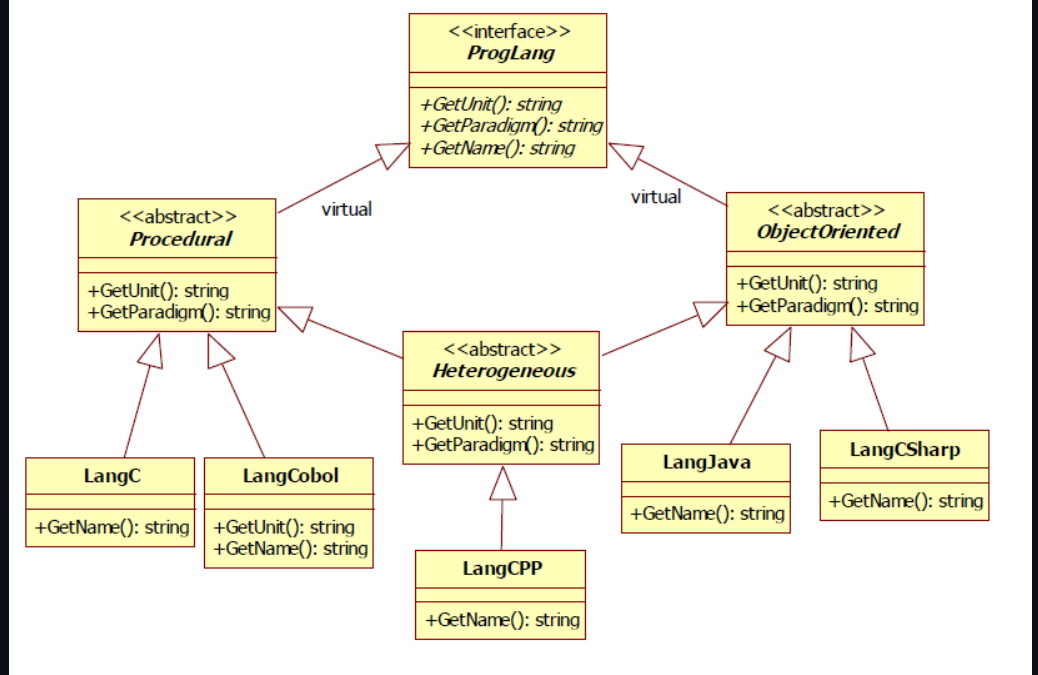 <<interface>>
ProgLang
+GetUnit(): string
+GetParadigm(): string
+GetName(): string
virtual
virtual
<<abstract>>
Procedural
+GetUnit(): string
+GetParadigm(): string
<<abstract>>
ObjectOriented
+GetUnit(): string
+GetParadigm(): string
<<abstract>>
Heterogeneous
+GetUnit(): string
+GetParadigm(): string
LangC
+GetName(): string
LangCobol
+GetUnit(): string
+GetName(): string
LangJava
+GetName(): string
LangCSharp
+GetName(): string
LangCPP
+GetName(): string